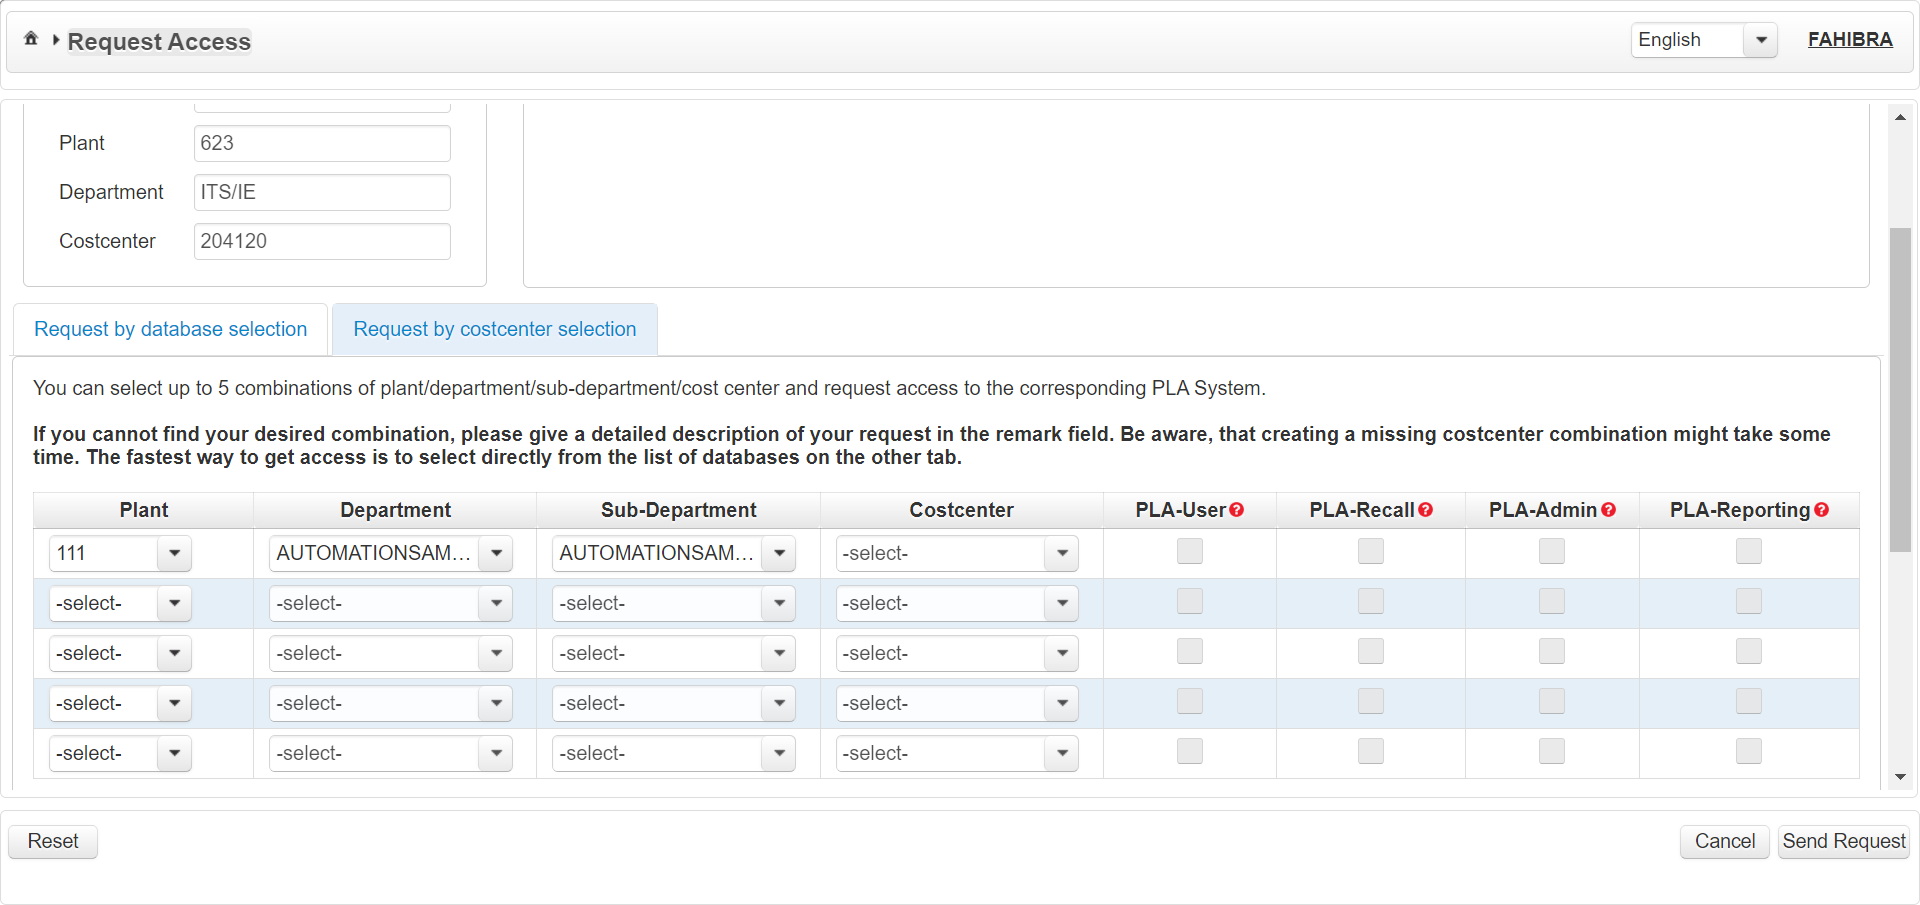 Request Access
English
FAHIBRA
Plant
623
Department
ITS/IE
Costcenter
204120
Request by database selection
Request by costcenter selection
You can select up to 5 combinations of plant/department/sub-department/cost center and request access to the corresponding PLA System.
If you cannot find your desired combination, please give a detailed description of your request in the remark field. Be aware, that creating a missing costcenter combination might take some
time. The fastest way to get access is to select directly from the list of databases on the other tab.
Plant Department Sub-Department Costcenter PLA-User? PLA-Recall? PLA-Admin? PLA-Reporting?
111 AUTOMATIONSAM... AUTOMATIONSAM... -select-
-select- -select- -select- -select-
-select- -select- -select- -select-
-select- -select- -select- -select-
-select- -select- -select- -select-
Reset
Cancel
Send Request